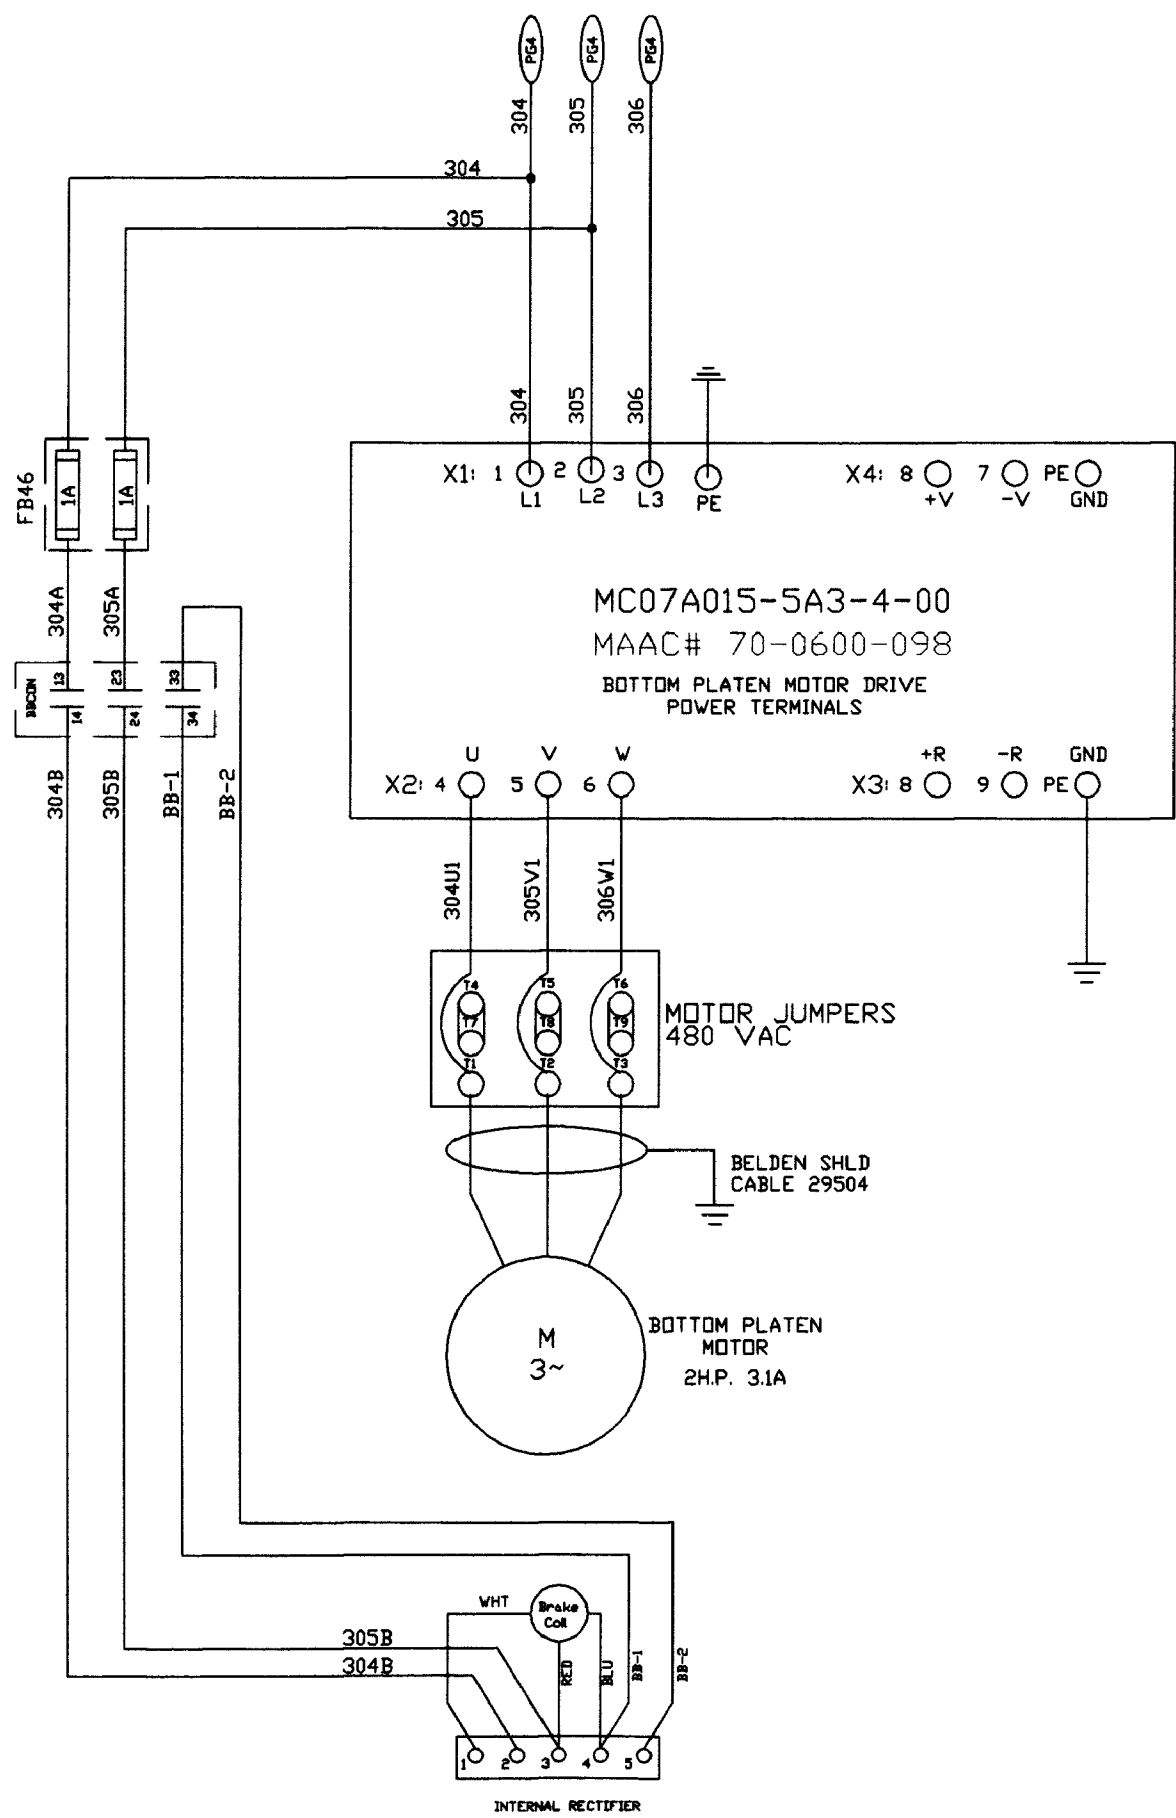 PG4 PG4 PG4
304 305 306
304
305
304 305 306
FB46 1A 1A
X1: 1 2 3
L1 L2 L3 PE
X4: 8 7 PE
+V -V GND
304A 305A
MC07A015-5A3-4-00
MAAC# 70-0600-098
BOTTOM PLATEN MOTOR DRIVE
POWER TERMINALS
BBCON 13 23 33
14 24 34
304B 305B BB-1 BB-2
U V W
X2: 4 5 6
+R -R GND
X3: 8 9 PE
304U1 305V1 306W1
T4 T5 T6
T7 T8 T9
T1 T2 T3
MOTOR JUMPERS
480 VAC
BELDEN SHLD
CABLE 29504
M
3~
BOTTOM PLATEN
MOTOR
2H.P. 3.1A
WHT
Brake
Coil
305B
304B
RED BLU BB-1 BB-2
1 2 3 4 5
INTERNAL RECTIFIER